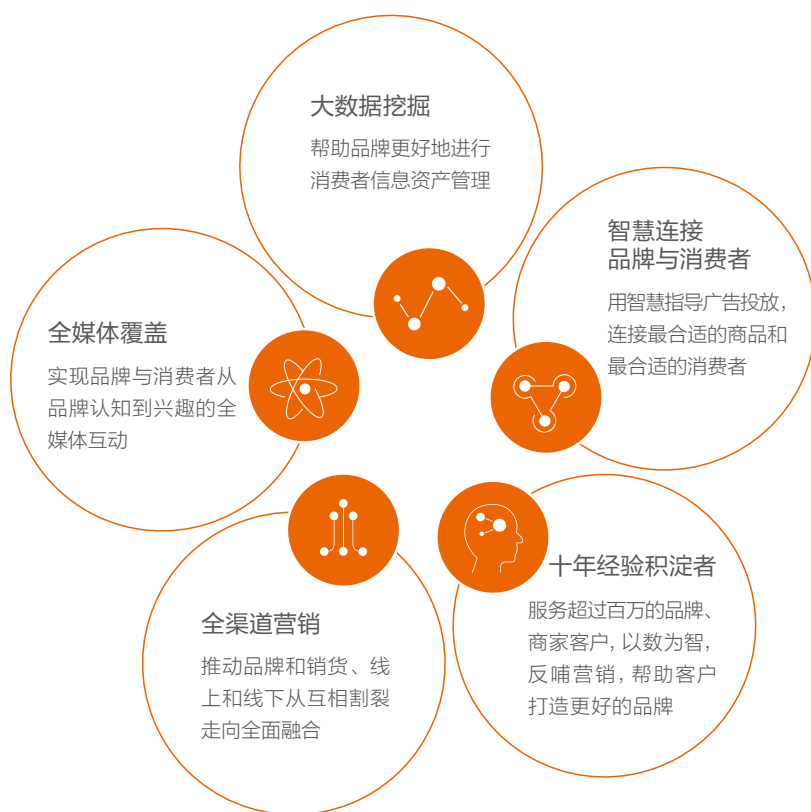 大数据挖掘
帮助品牌更好地进行
消费者信息资产管理
智慧连接
品牌与消费者
用智慧指导广告投放，
连接最合适的商品和
最合适的消费者
全媒体覆盖
实现品牌与消费者从
品牌认知到兴趣的全
媒体互动
十年经验积淀者
服务超过百万的品牌、
商家客户，以数为智，
反哺营销，帮助客户
打造更好的品牌
全渠道营销
推动品牌和销货、线
上和线下从互相割裂
走向全面融合